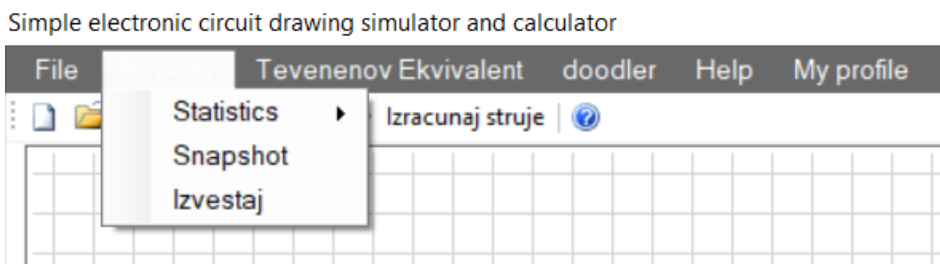 Simple electronic circuit drawing simulator and calculator
File Reports Tevenenov Ekvivalent doodler Help My profile
Izracunaj struje
Statistics
Snapshot
Izvestaj